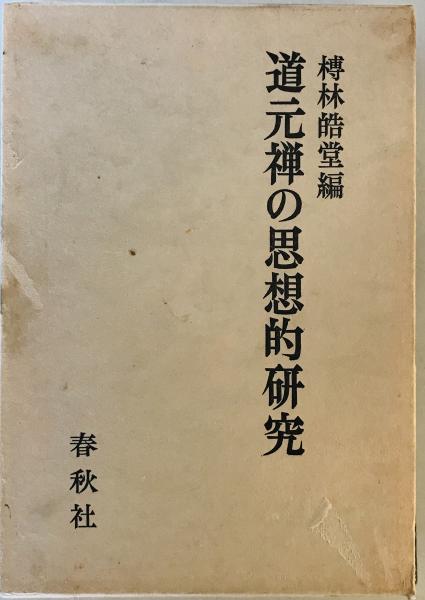 榑林皓堂編
道元禅の思想的研究
春秋社